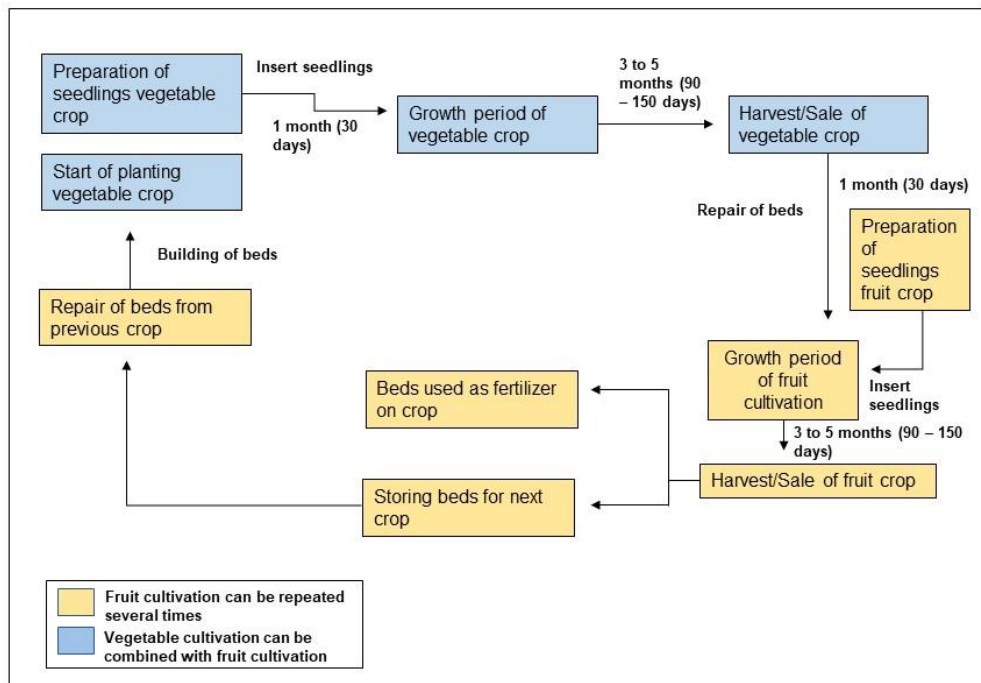 Preparation of
seedlings vegetable
crop
Insert seedlings
1 month (30
days)
Growth period of
vegetable crop
3 to 5
months (90
– 150 days)
Harvest/Sale of
vegetable crop
Start of planting
vegetable crop
Building of beds
Repair of beds from
previous crop
Repair of beds
1 month (30 days)
Preparation
of
seedlings
fruit crop
Growth period
of fruit
cultivation
Insert
seedlings
3 to 5 months (90 – 150
days)
Harvest/Sale of fruit crop
Beds used as fertilizer
on crop
Storing beds for next
crop
Fruit cultivation can be repeated
several times
Vegetable cultivation can be
combined with fruit cultivation